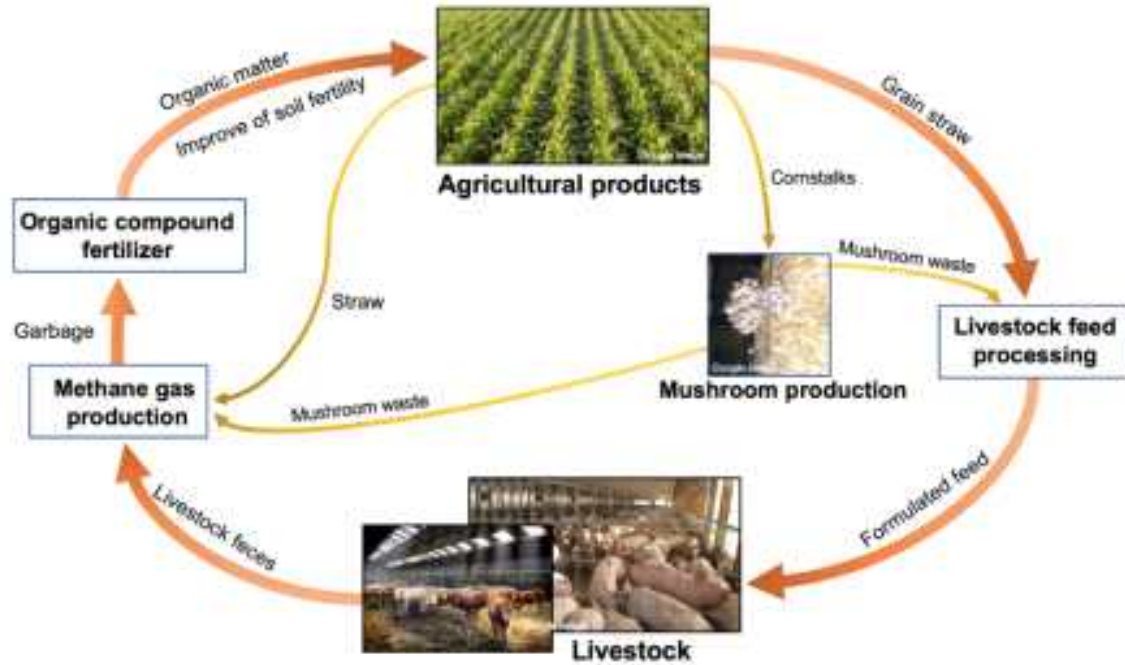 Organic matter
Improve of soil fertility
Agricultural products
Grain straw
Cornstalks
Organic compound
fertilizer
Mushroom waste
Straw
Garbage
Livestock feed
processing
Methane gas
production
Mushroom production
Mushroom waste
Livestock feces
Formulated feed
Livestock